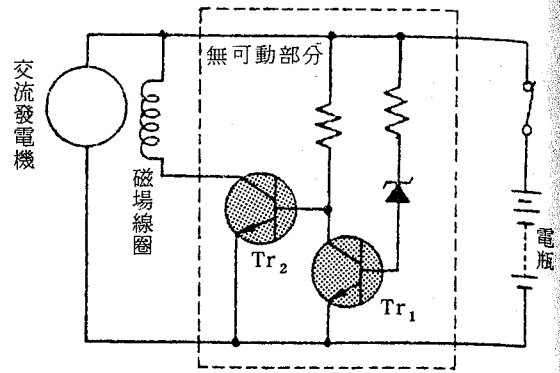 交流發電機
磁場線圈
無可動部分
Tr₂
Tr₁
電瓶